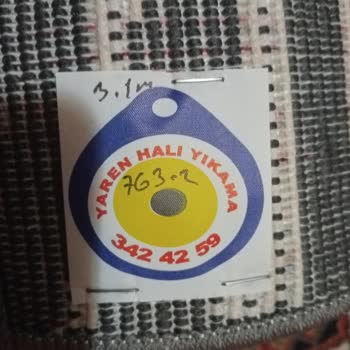 3.1m
YAREN HALI YIKAMA
763-2
342 42 59